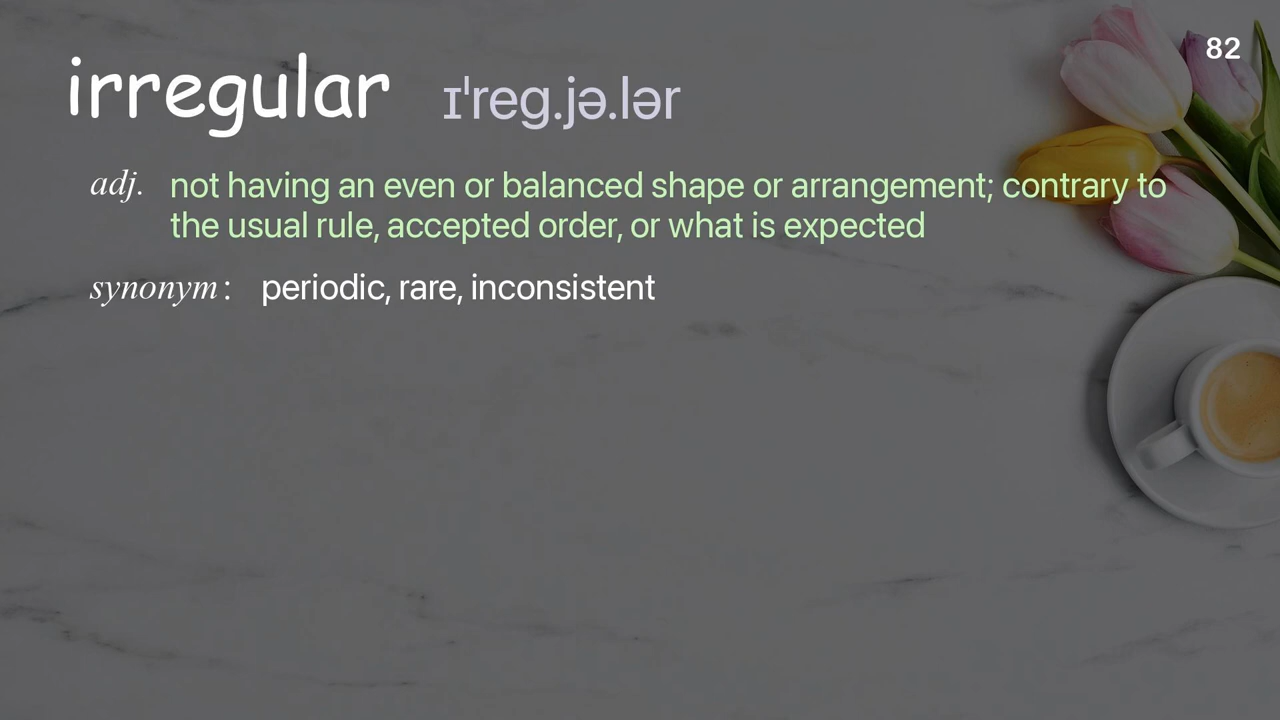 82
irregular ɪˈreg.jə.lər
adj. not having an even or balanced shape or arrangement; contrary to
the usual rule, accepted order, or what is expected
synonym : periodic, rare, inconsistent